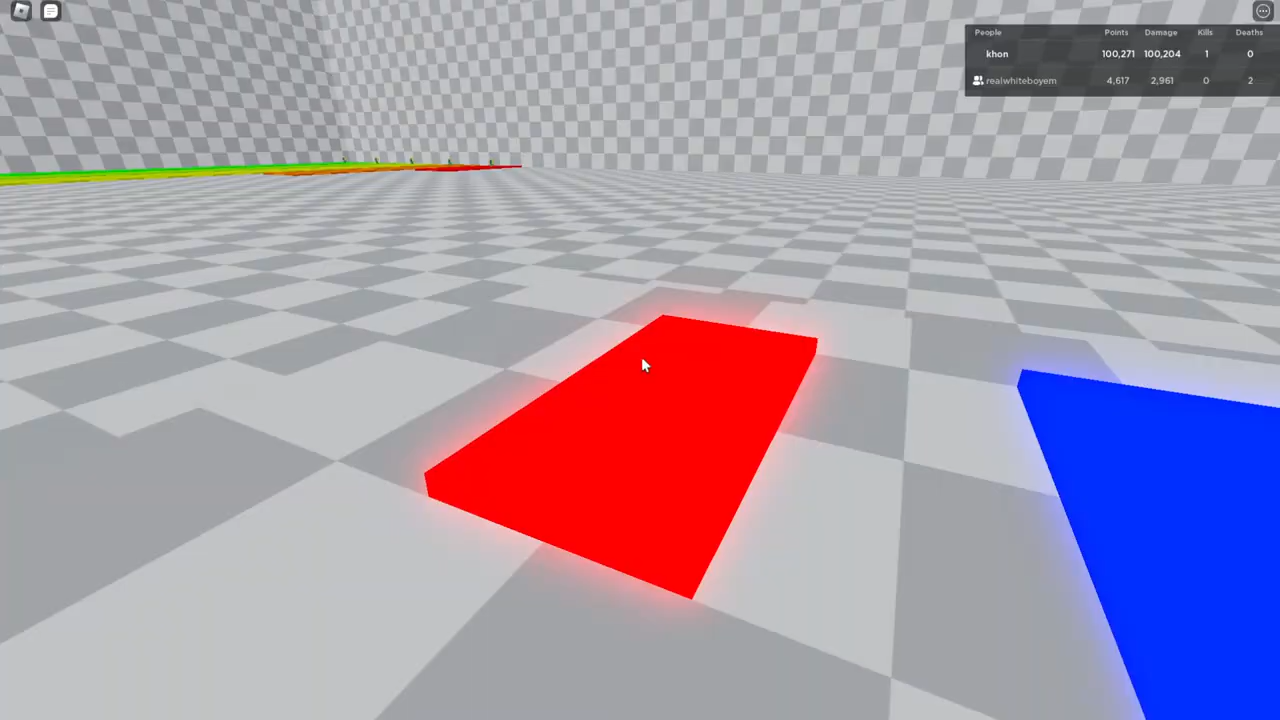 People Points Damage Kills Deaths
khon 100,271 100,204 1 0
realwhiteboyem 4,617 2,961 0 2